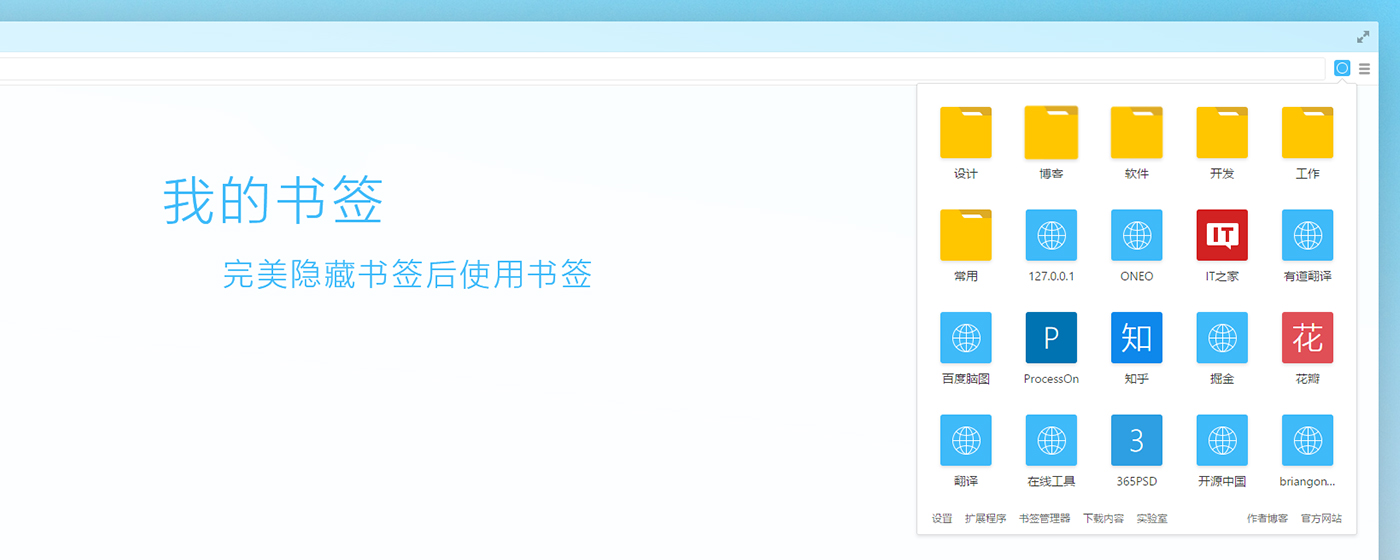 我的书签
完美隐藏书签后使用书签
设计 博客 软件 开发 工作
IT
常用 127.0.0.1 ONEO IT之家 有道翻译
P 知 花
百度脑图 ProcessOn 知乎 掘金 花瓣
3
翻译 在线工具 365PSD 开源中国 briangon...
设置 扩展程序 书签管理器 下载内容 实验室 作者博客 官方网站